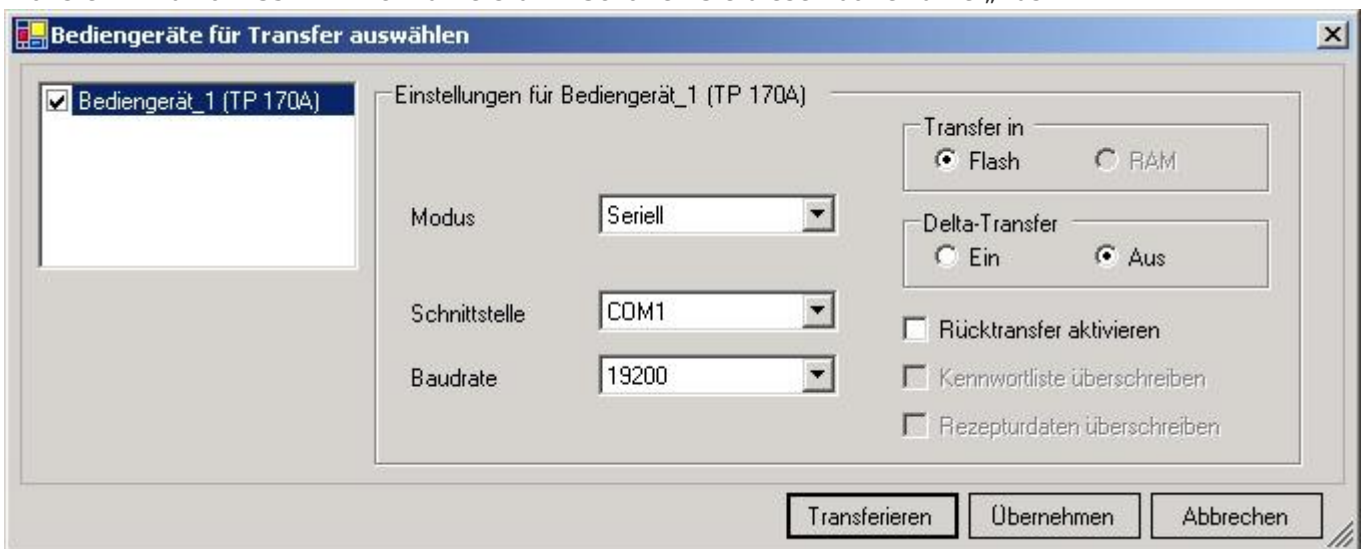 Bediengeräte für Transfer auswählen
Bediengerät_1 (TP 170A)
Einstellungen für Bediengerät_1 (TP 170A)
Transfer in
Flash
RAM
Modus
Seriell
Delta-Transfer
Ein
Aus
Schnittstelle
COM1
Rücktransfer aktivieren
Baudrate
19200
Kennwortliste überschreiben
Rezepturdaten überschreiben
Transferieren
Übernehmen
Abbrechen